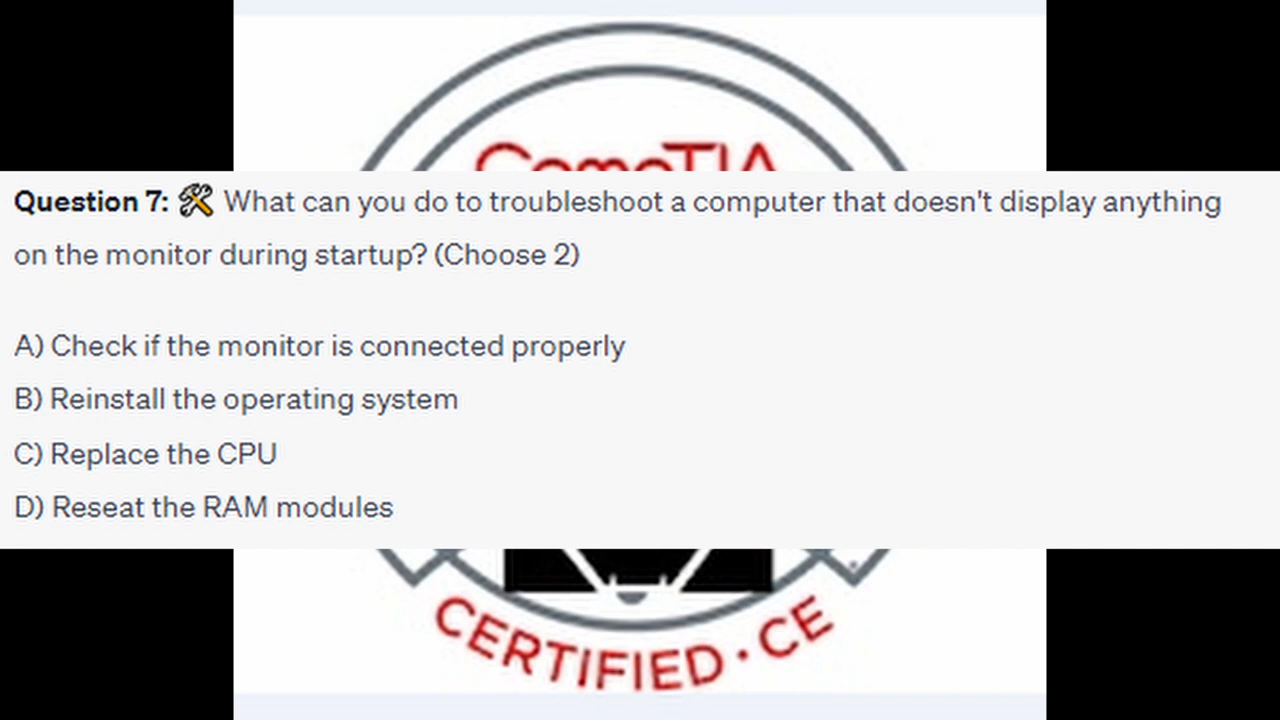 CompTIA
Question 7: 🛠 What can you do to troubleshoot a computer that doesn't display anything
on the monitor during startup? (Choose 2)
A) Check if the monitor is connected properly
B) Reinstall the operating system
C) Replace the CPU
D) Reseat the RAM modules
CERTIFIED · CE